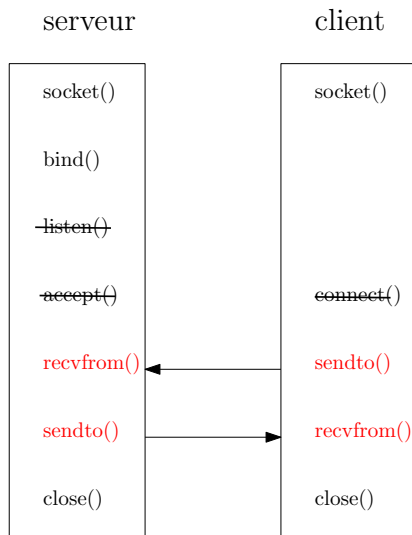 serveur client
socket() socket()
bind()
listen()
accept() connect()
recvfrom() sendto()
sendto() recvfrom()
close() close()